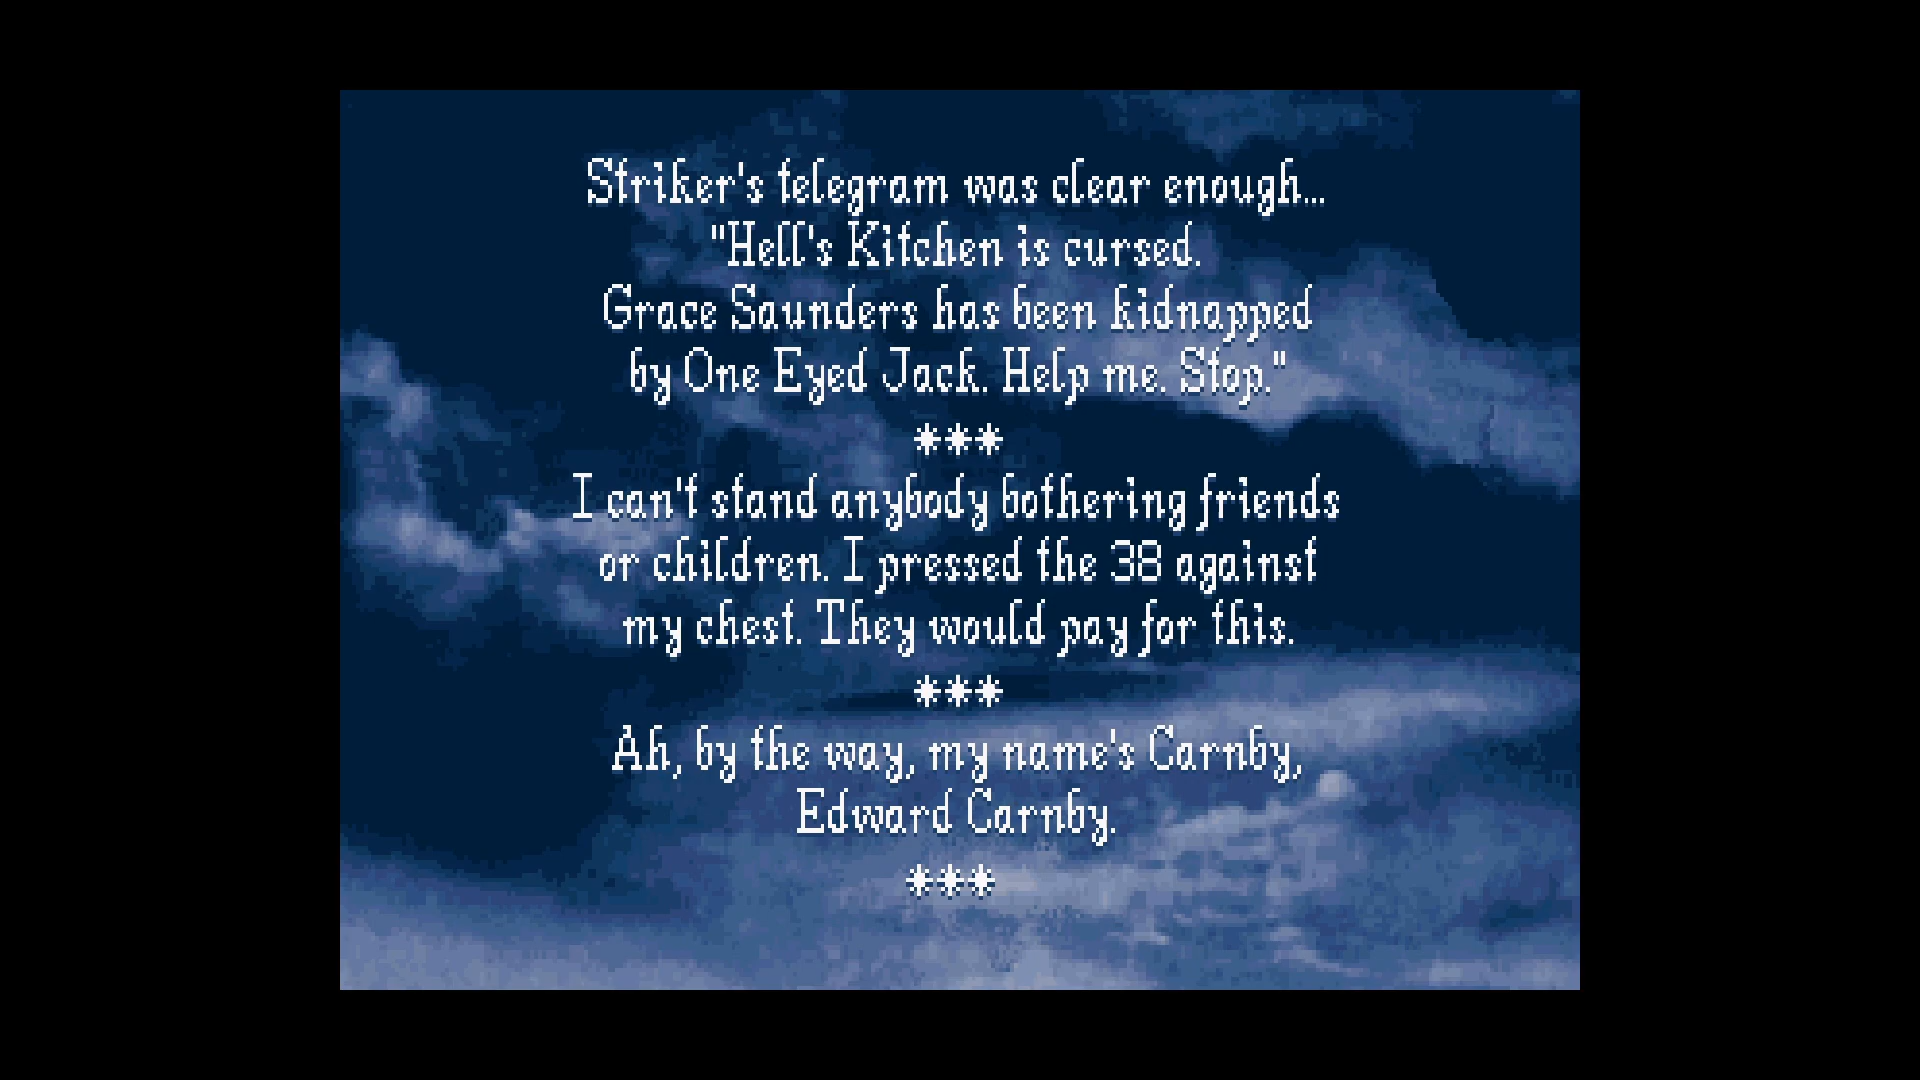 Striker's telegram was clear enough...
"Hell's Kitchen is cursed.
Grace Saunders has been kidnapped
by One Eyed Jack. Help me. Stop."
***
I can't stand anybody bothering friends
or children. I pressed the 38 against
my chest. They would pay for this.
***
Ah, by the way, my name's Carnby,
Edward Carnby.
***